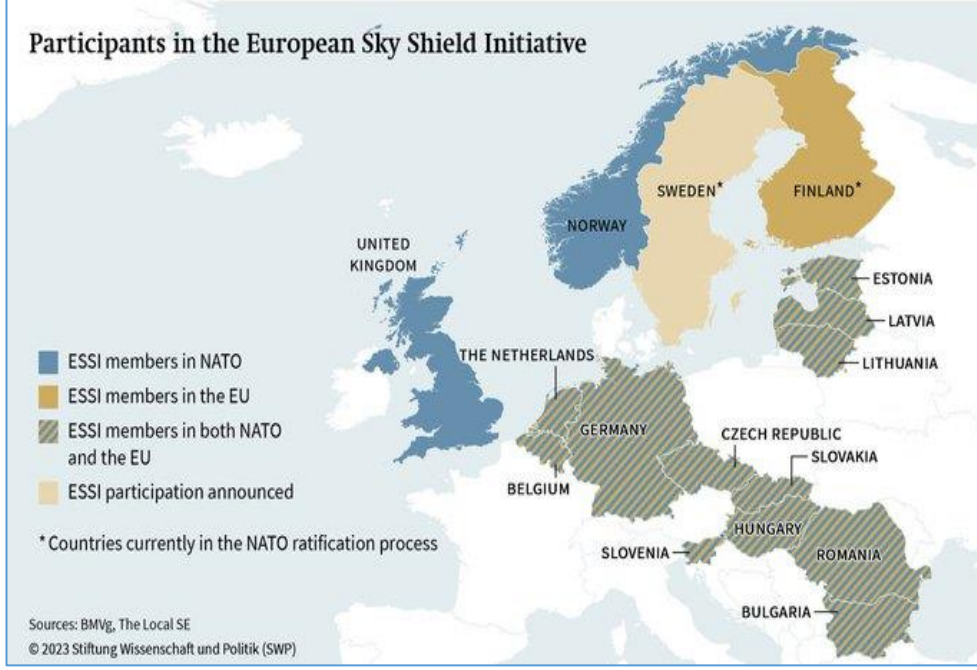 Participants in the European Sky Shield Initiative
SWEDEN*
FINLAND*
NORWAY
UNITED
KINGDOM
ESTONIA
LATVIA
LITHUANIA
THE NETHERLANDS
GERMANY
CZECH REPUBLIC
SLOVAKIA
BELGIUM
HUNGARY
SLOVENIA
ROMANIA
BULGARIA
ESSI members in NATO
ESSI members in the EU
ESSI members in both NATO
and the EU
ESSI participation announced
*Countries currently in the NATO ratification process
Sources: BMVg, The Local SE
© 2023 Stiftung Wissenschaft und Politik (SWP)